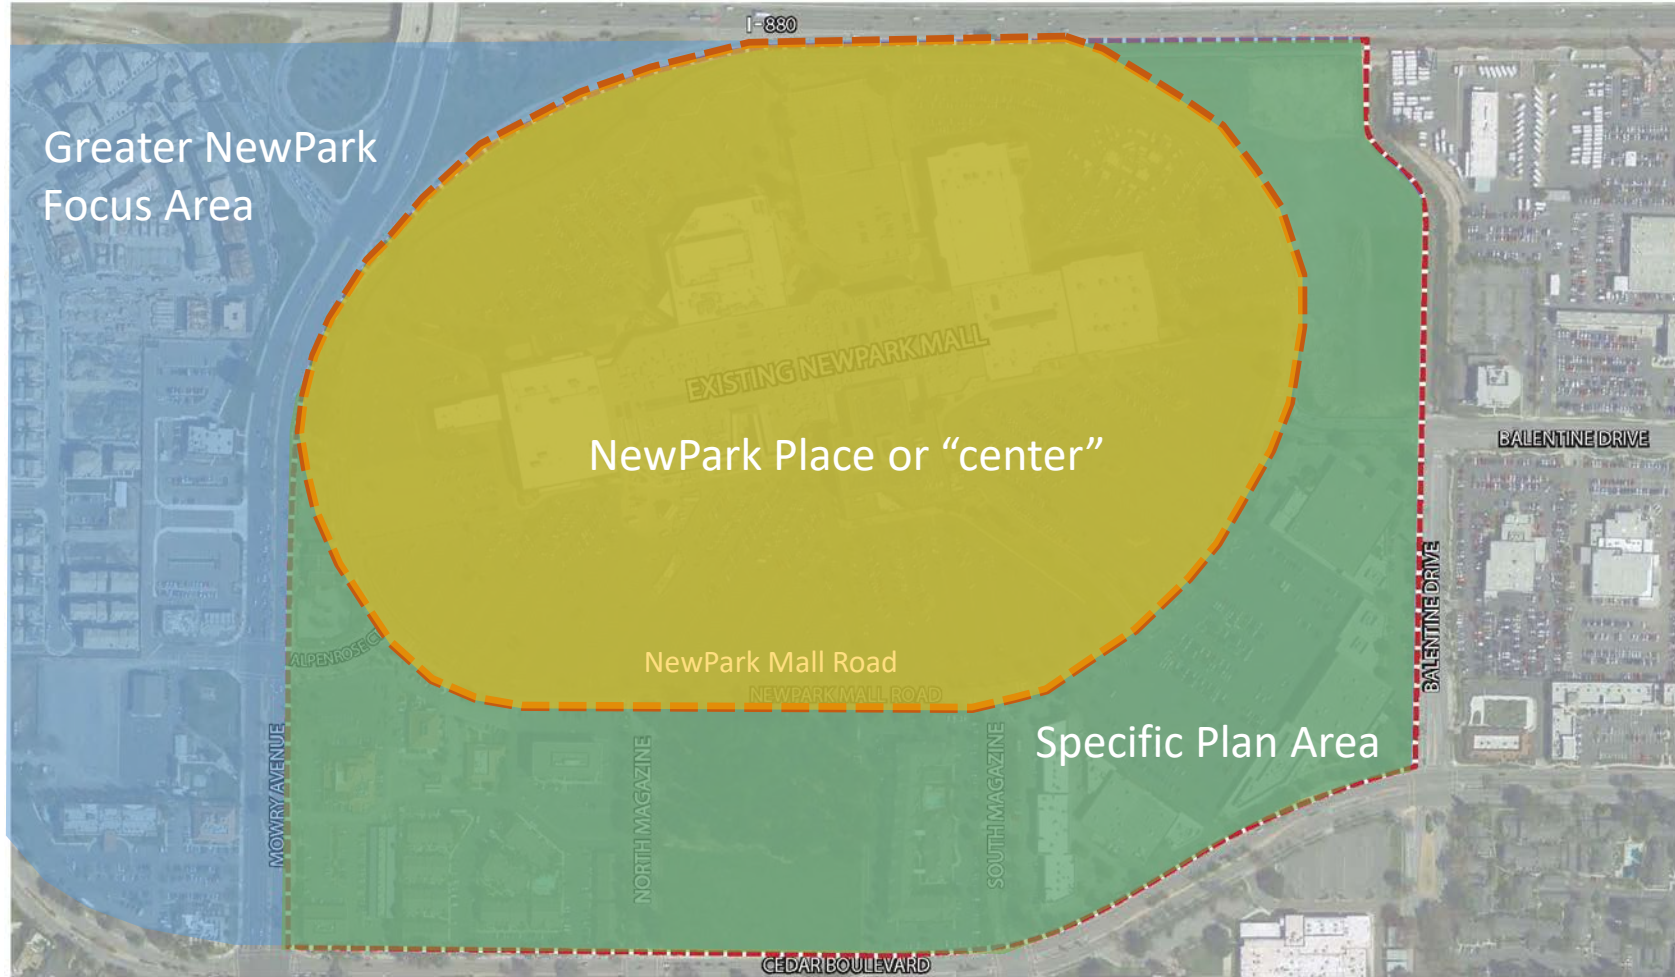 I-880
Greater NewPark
Focus Area
EXISTING NEWPARK MALL
NewPark Place or “center”
BALENTINE DRIVE
BALENTINE DRIVE
ALPENROSE CT
NewPark Mall Road
NEWPARK MALL ROAD
Specific Plan Area
MOWRY AVENUE
NORTH MAGAZINE
SOUTH MAGAZINE
CEDAR BOULEVARD